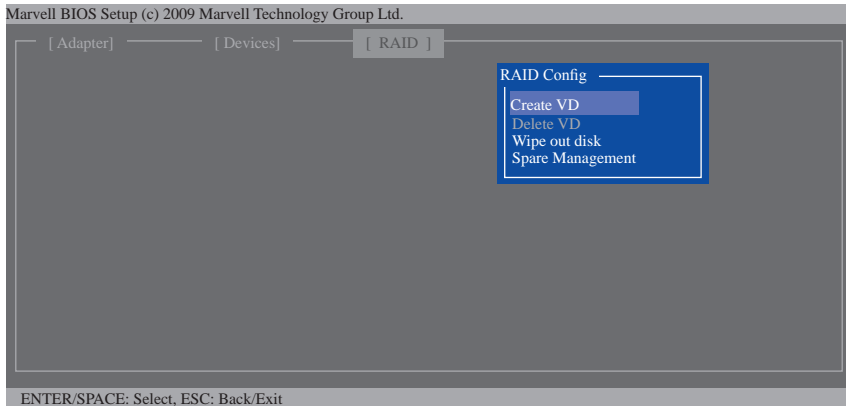 Marvell BIOS Setup (c) 2009 Marvell Technology Group Ltd.
[ Adapter] [ Devices] [ RAID ]
RAID Config
Create VD
Delete VD
Wipe out disk
Spare Management
ENTER/SPACE: Select, ESC: Back/Exit